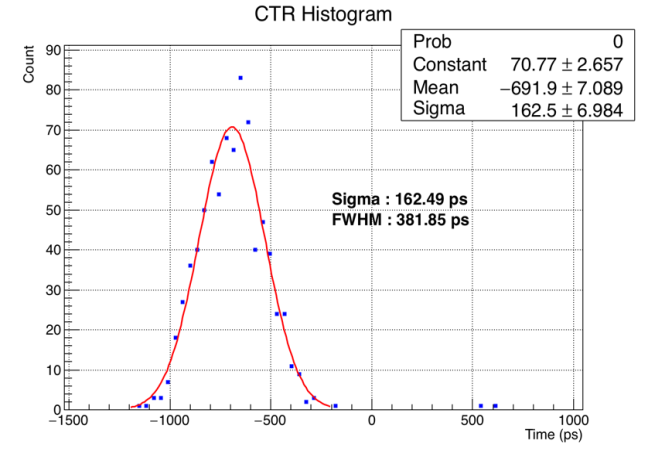 CTR Histogram
Prob 0
Constant 70.77 ± 2.657
Mean −691.9 ± 7.089
Sigma 162.5 ± 6.984
Count
90
80
70
60
50
40
30
20
10
0
Sigma : 162.49 ps
FWHM : 381.85 ps
−1500 −1000 −500 0 500 1000
Time (ps)